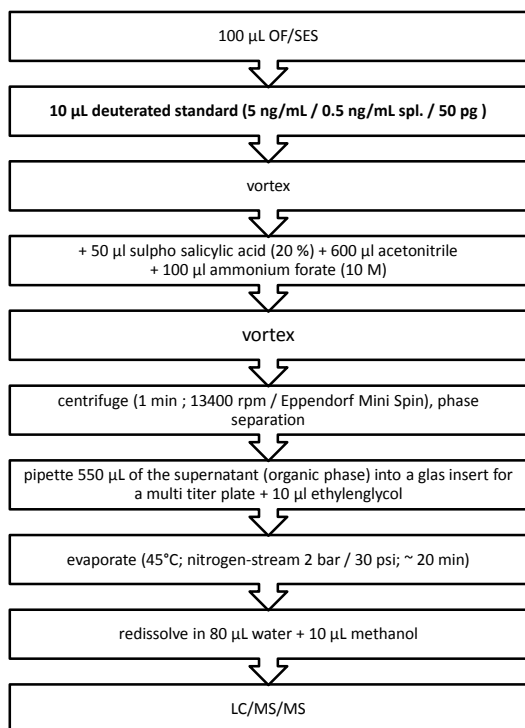 100 µL OF/SES
10 µL deuterated standard (5 ng/mL / 0.5 ng/mL spl. / 50 pg )
vortex
+ 50 µl sulpho salicylic acid (20 %) + 600 µl acetonitrile
+ 100 µl ammonium forate (10 M)
vortex
centrifuge (1 min ; 13400 rpm / Eppendorf Mini Spin), phase
separation
pipette 550 µL of the supernatant (organic phase) into a glas insert for
a multi titer plate + 10 µl ethylenglycol
evaporate (45°C; nitrogen-stream 2 bar / 30 psi; ~ 20 min)
redissolve in 80 µL water + 10 µL methanol
LC/MS/MS